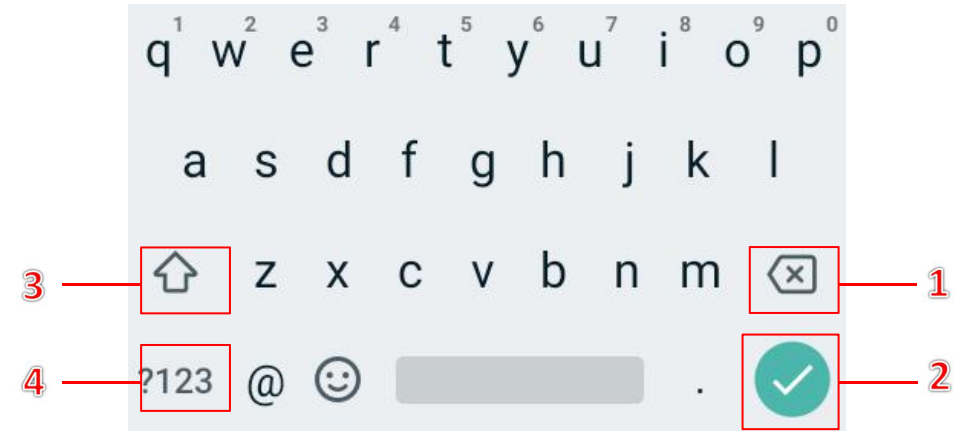 1 2 3 4 5 6 7 8 9 0
q w e r t y u i o p
a s d f g h j k l
3 z x c v b n m 1
4 ?123 @ . 2